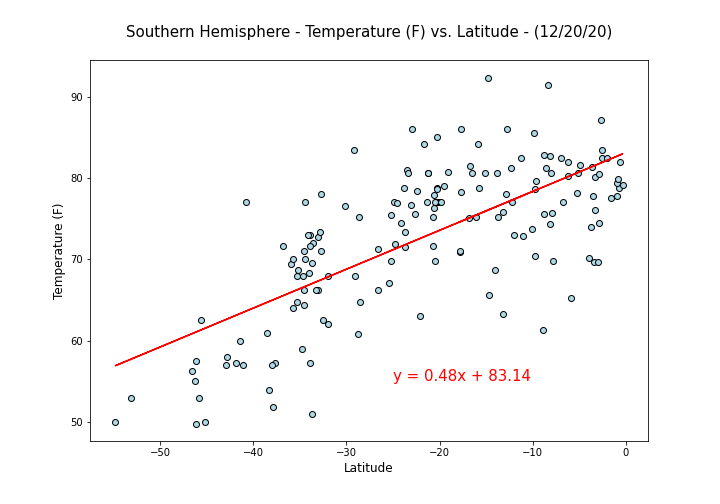 Southern Hemisphere - Temperature (F) vs. Latitude - (12/20/20)
90
80
70
60
50
Temperature (F)
y = 0.48x + 83.14
−50
−40
−30
−20
−10
0
Latitude